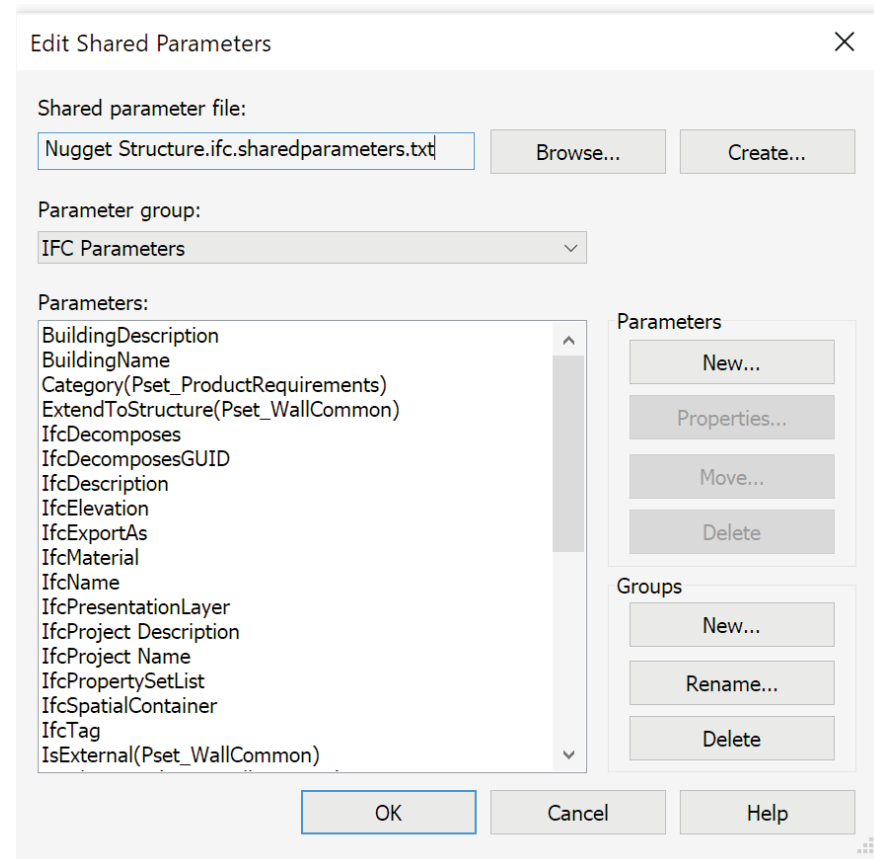 Edit Shared Parameters
Shared parameter file:
Nugget Structure.ifc.sharedparameters.txt
Browse...
Create...
Parameter group:
IFC Parameters
Parameters:
BuildingDescription
BuildingName
Category(Pset_ProductRequirements)
ExtendToStructure(Pset_WallCommon)
IfcDecomposes
IfcDecomposesGUID
IfcDescription
IfcElevation
IfcExportAs
IfcMaterial
IfcName
IfcPresentationLayer
IfcProject Description
IfcProject Name
IfcPropertySetList
IfcSpatialContainer
IfcTag
IsExternal(Pset_WallCommon)
Parameters
New...
Properties...
Move...
Delete
Groups
New...
Rename...
Delete
OK
Cancel
Help